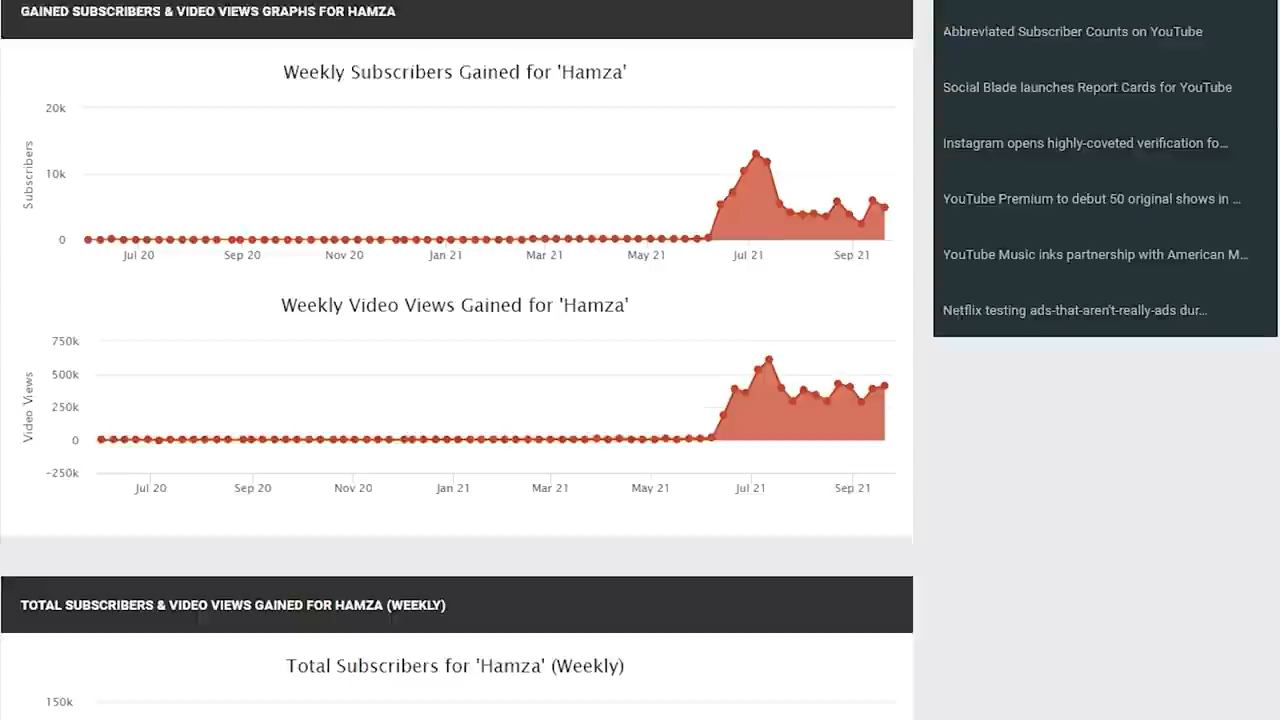 GAINED SUBSCRIBERS & VIDEO VIEWS GRAPHS FOR HAMZA
Weekly Subscribers Gained for 'Hamza'
20k
10k
0
Subscribers
Jul 20 Sep 20 Nov 20 Jan 21 Mar 21 May 21 Jul 21 Sep 21
Weekly Video Views Gained for 'Hamza'
750k
500k
250k
0
-250k
Video Views
Jul 20 Sep 20 Nov 20 Jan 21 Mar 21 May 21 Jul 21 Sep 21
TOTAL SUBSCRIBERS & VIDEO VIEWS GAINED FOR HAMZA (WEEKLY)
Total Subscribers for 'Hamza' (Weekly)
150k
Abbreviated Subscriber Counts on YouTube
Social Blade launches Report Cards for YouTube
Instagram opens highly-coveted verification fo...
YouTube Premium to debut 50 original shows in ...
YouTube Music inks partnership with American M...
Netflix testing ads-that-aren't-really-ads dur...